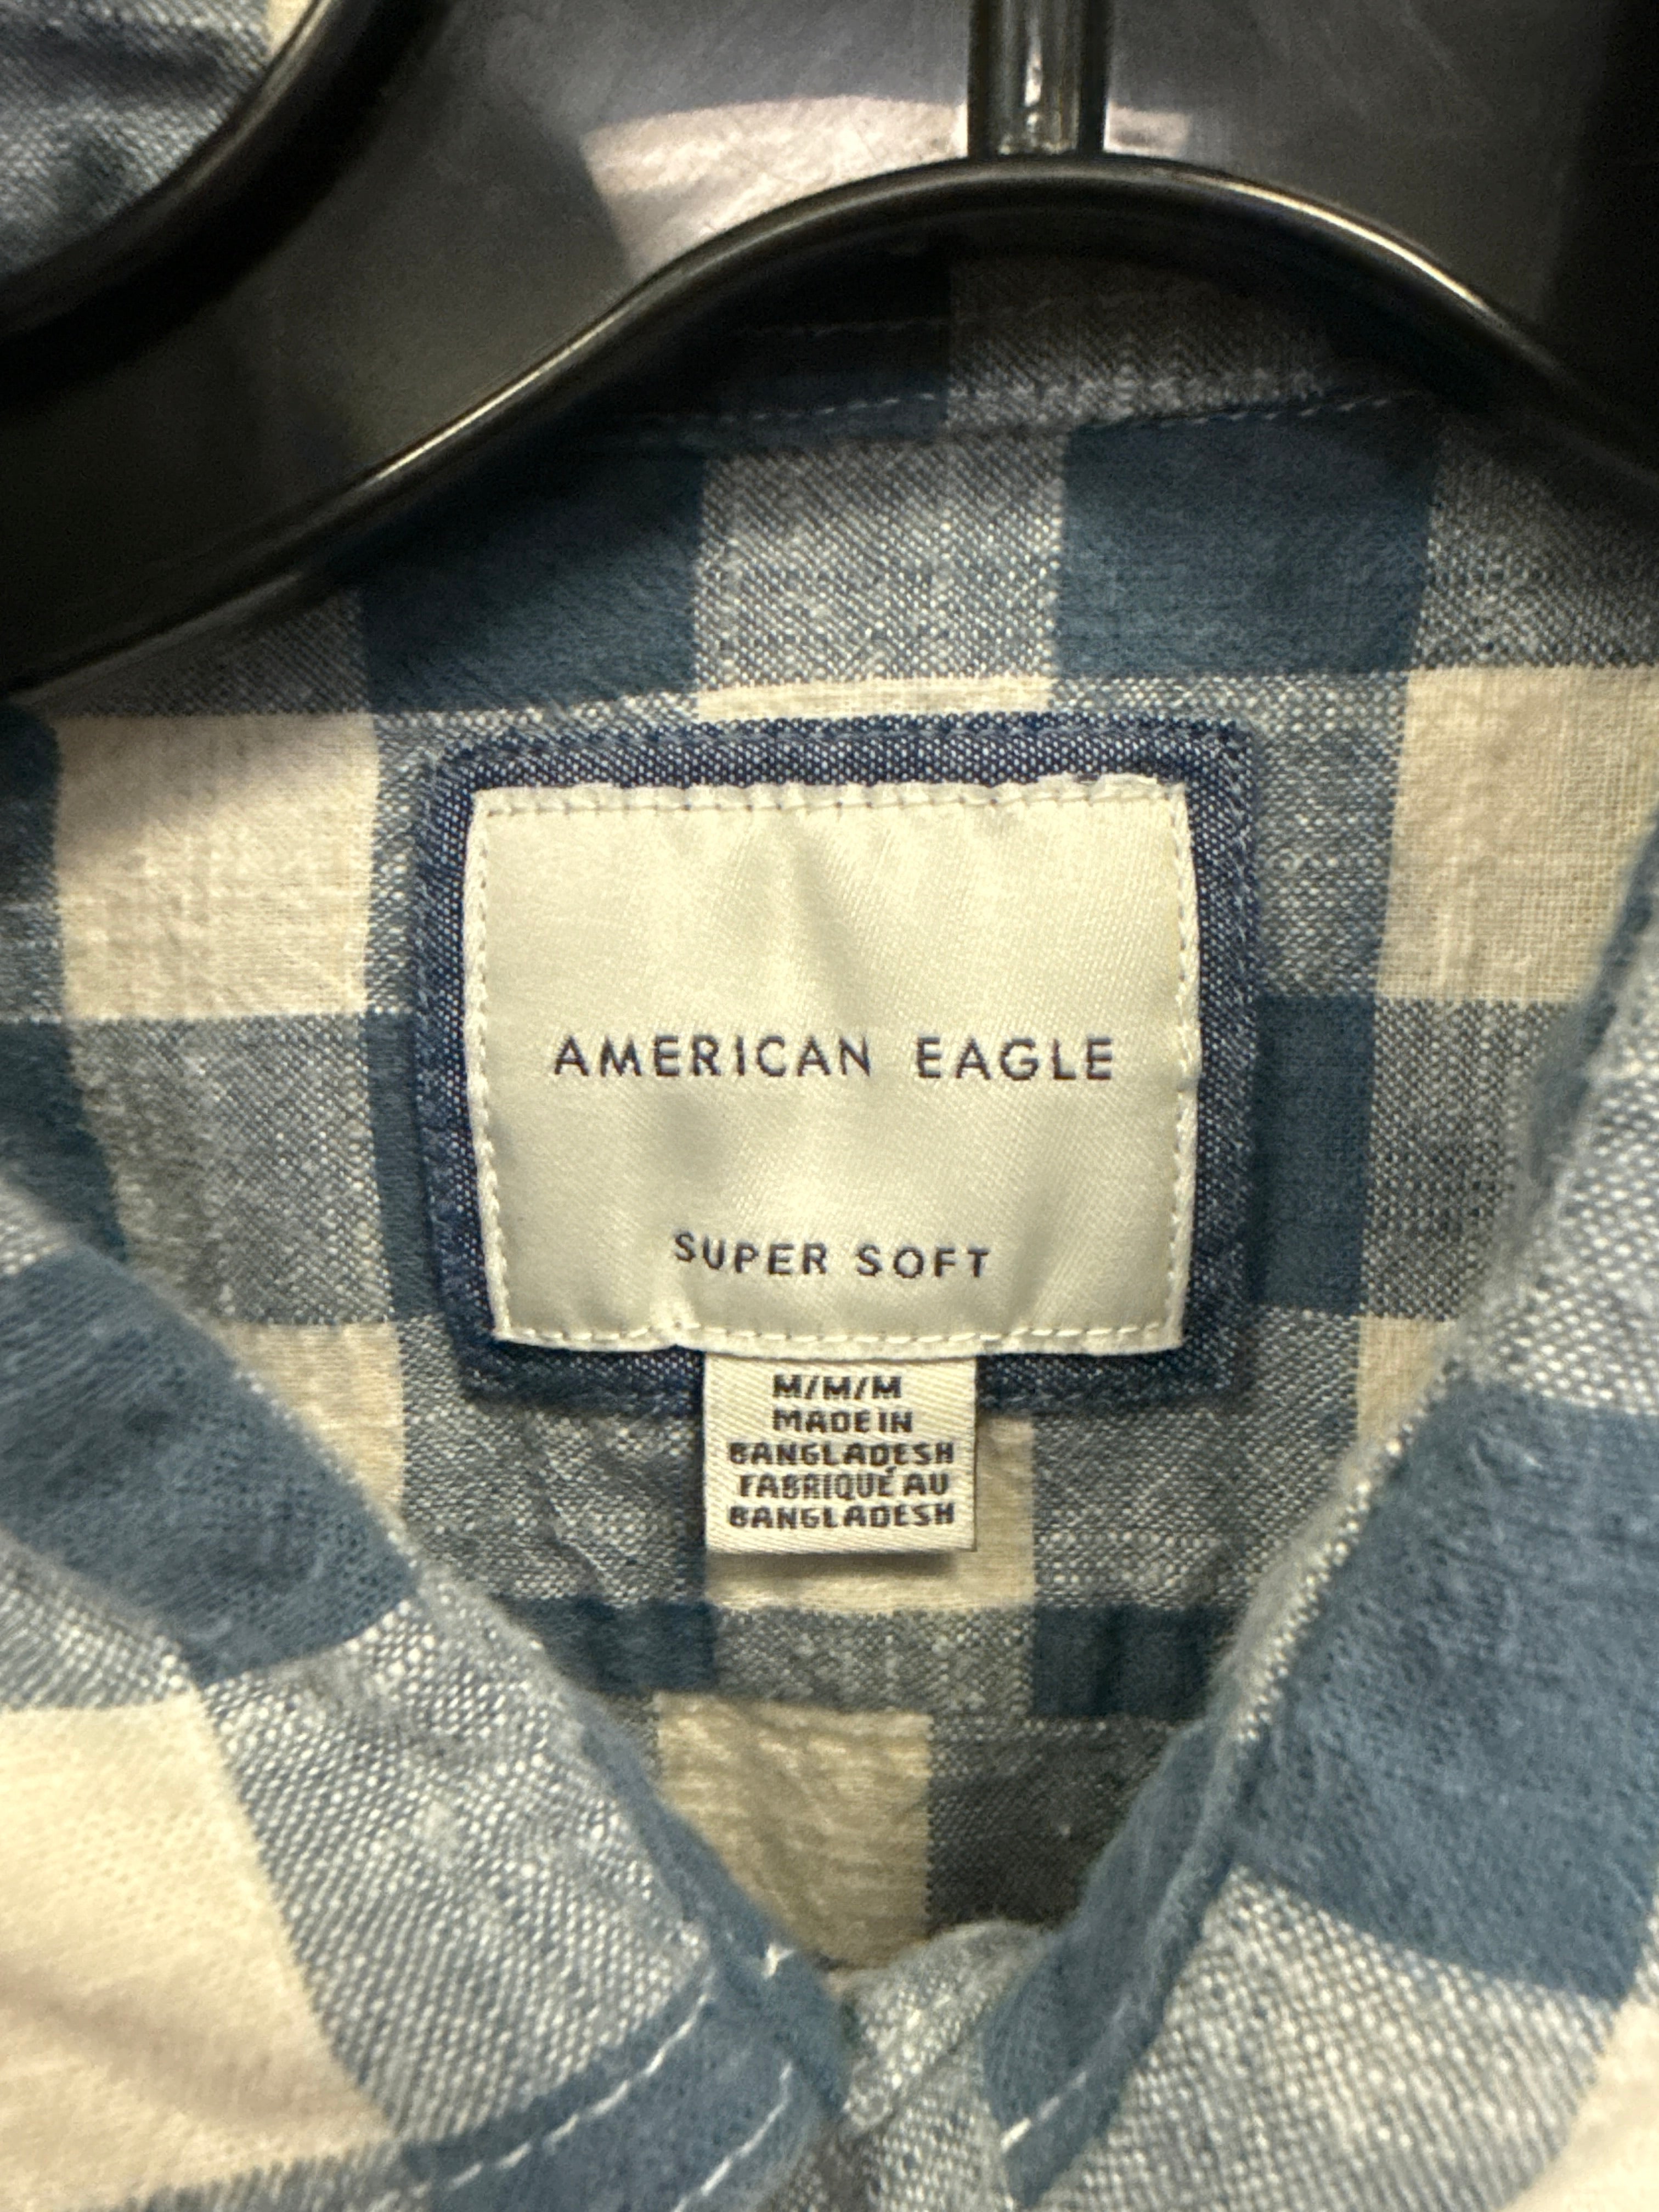 AMERICAN EAGLE
SUPER SOFT
M/M/M
MADE IN
BANGLADESH
FABRIQUÉ AU
BANGLADESH